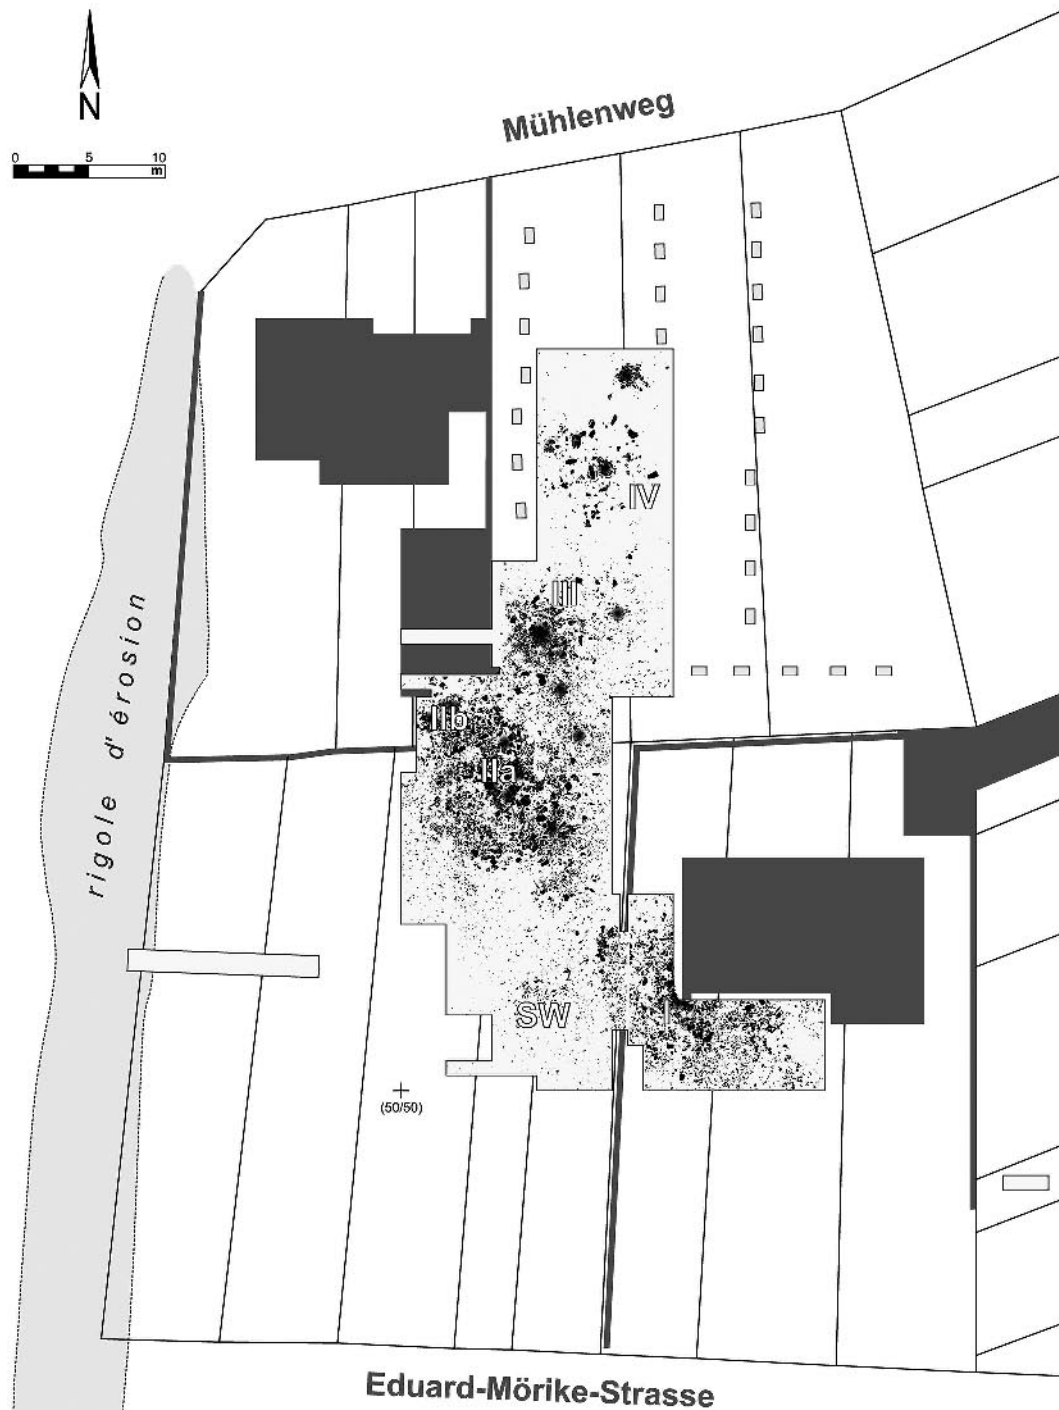 N
0 5 10
m
Mühlenweg
IV
III
IIb
IIa
rigole d'érosion
SW
I
(50/50)
Eduard-Mörike-Strasse